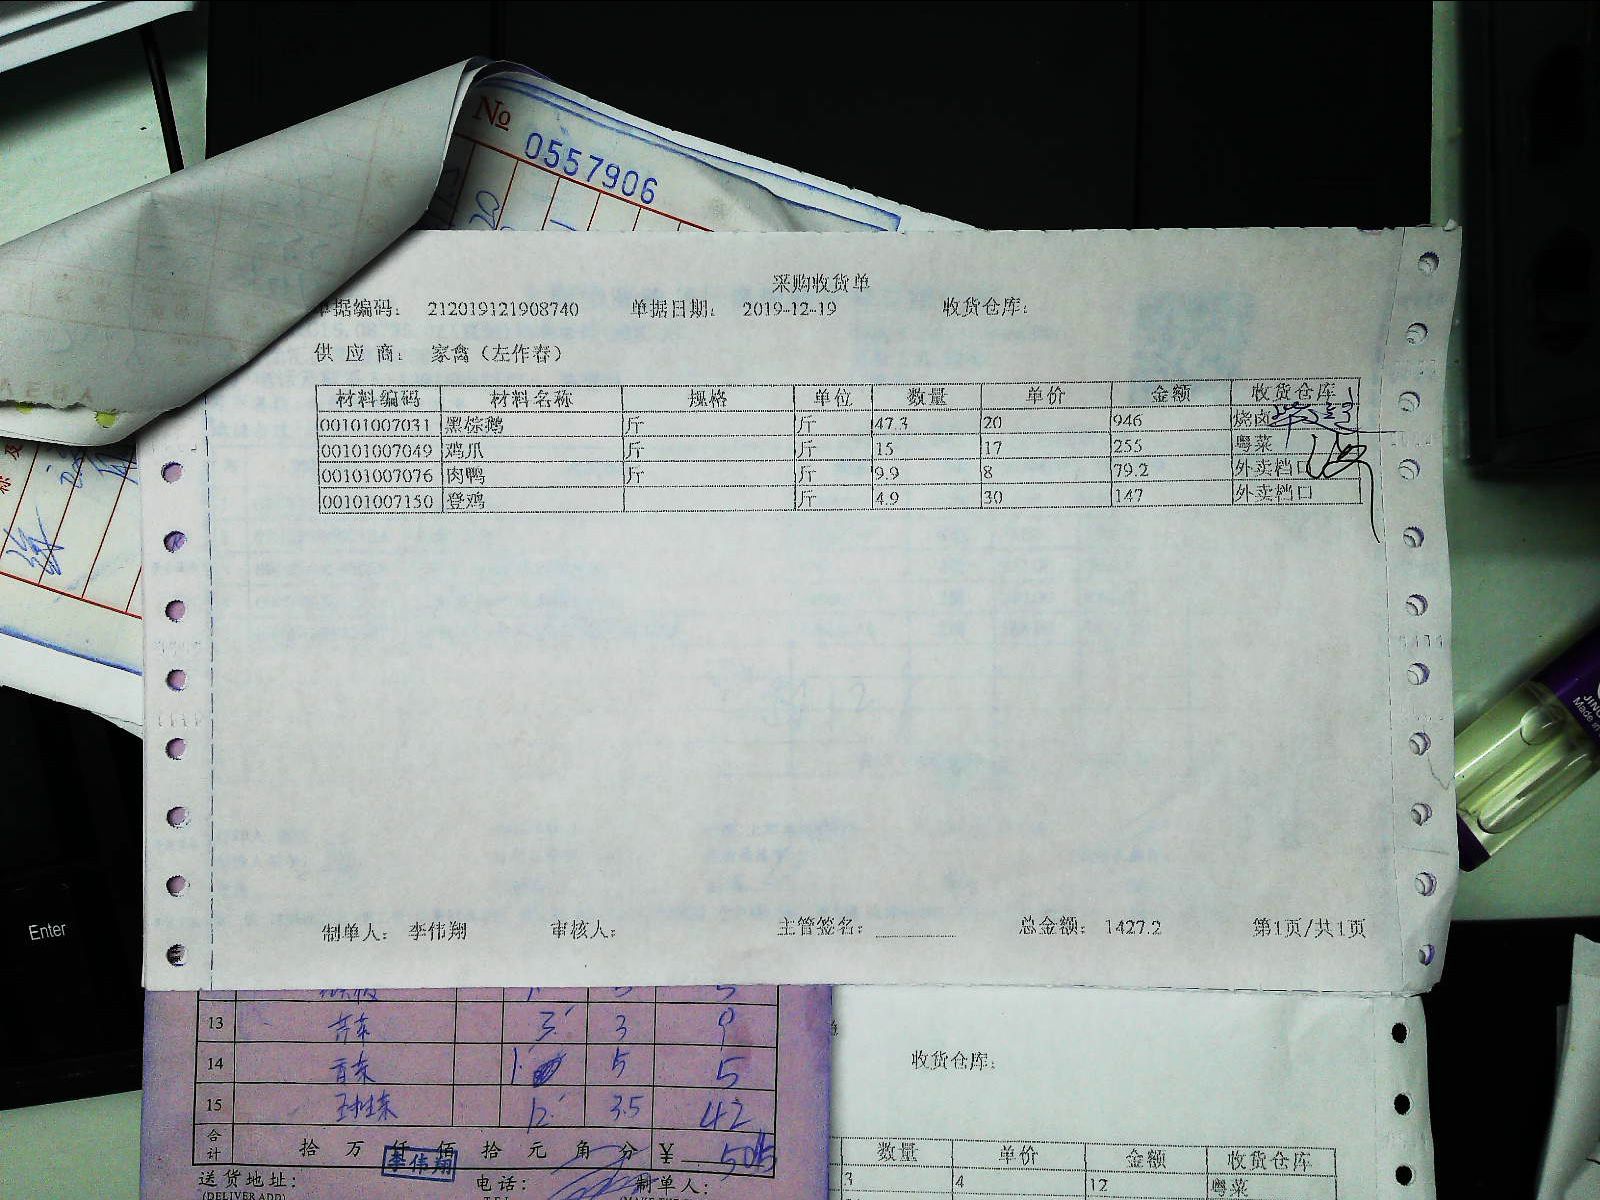 № 0557906
采购收货单
单据编码： 212019121908740 单据日期： 2019-12-19 收货仓库：
供 应 商： 家禽（左作春）
材料编码 材料名称 规格 单位 数量 单价 金额 收货仓库
00101007031 黑棕鹅 斤 斤 47.3 20 946 烧卤
00101007049 鸡爪 斤 斤 15 17 255 粤菜
00101007076 肉鸭 斤 斤 9.9 8 79.2 外卖档口
00101007150 登鸡 斤 4.9 30 147 外卖档口
制单人： 李伟翔 审核人： 主管签名： 总金额： 1427.2 第1页/共1页
Enter
13 3 3 9
14 5 5
15 12 3.5 42
合计 拾 万 仟 佰 拾 元 角 分 ¥
李伟翔
送货地址： 电话： 制单人：
(DELIVER ADD)
收货仓库：
数量 单价 金额 收货仓库
3 4 12 粤菜